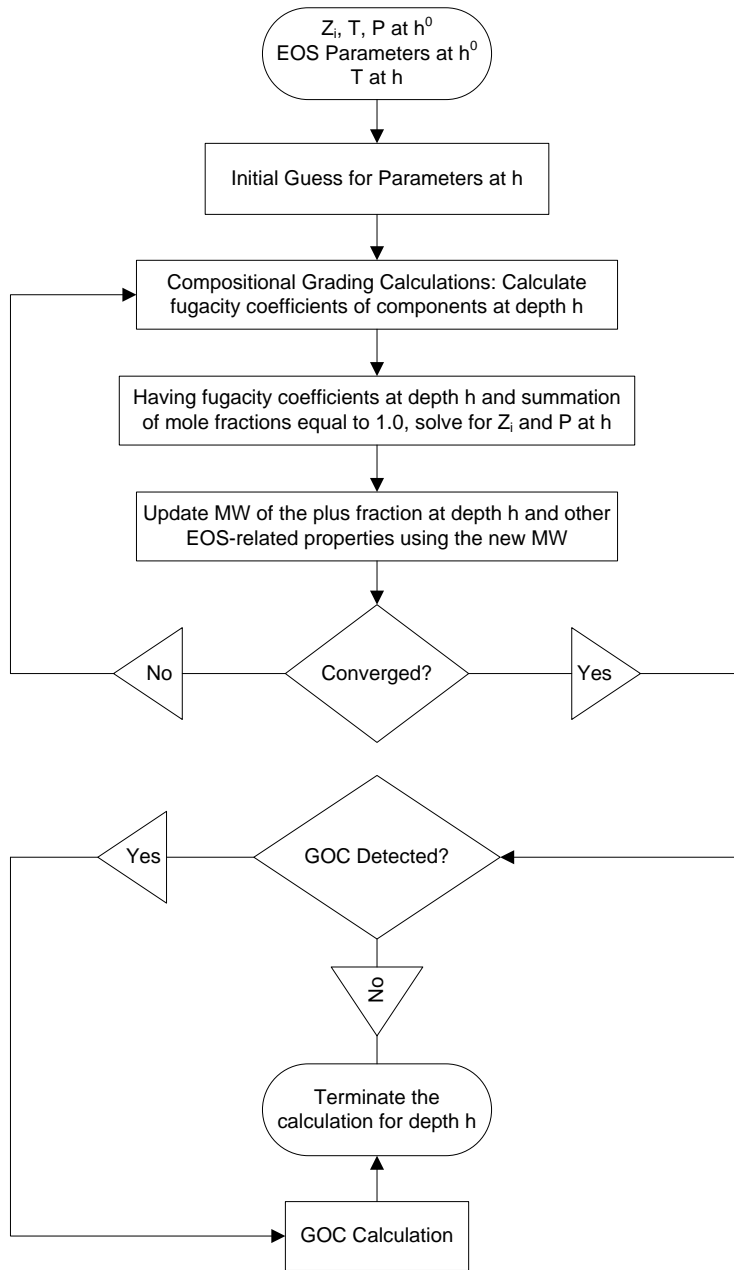 Zᵢ, T, P at h⁰
EOS Parameters at h⁰
T at h
Initial Guess for Parameters at h
Compositional Grading Calculations: Calculate
fugacity coefficients of components at depth h
Having fugacity coefficients at depth h and summation
of mole fractions equal to 1.0, solve for Zᵢ and P at h
Update MW of the plus fraction at depth h and other
EOS-related properties using the new MW
No
Converged?
Yes
Yes
GOC Detected?
No
Terminate the
calculation for depth h
GOC Calculation